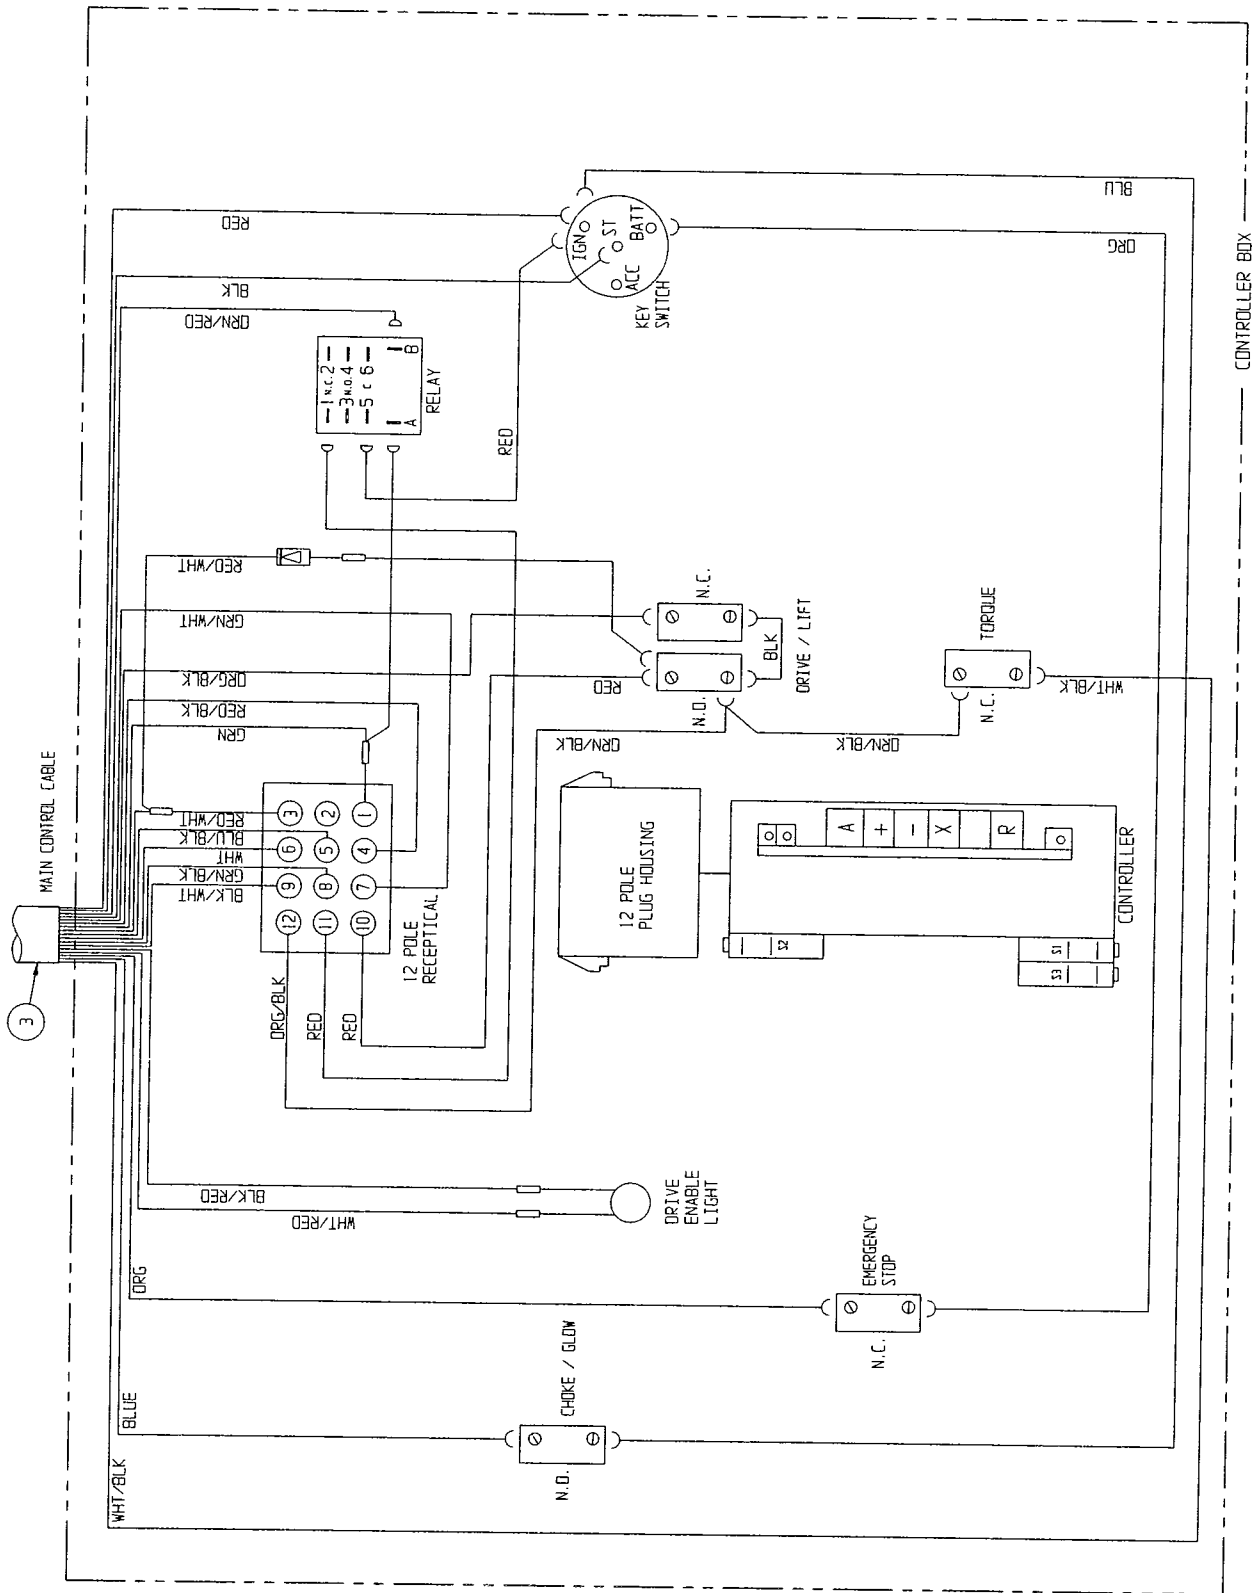 MAIN CONTROL CABLE
3
RED
BLK
ORN/RED
RED/WHT
GRN/WHT
ORG/BLK
RED/BLK
GRN
RED/WHT
BLU/BLK
WHT
GRN/BLK
BLK/WHT
3
2
1
6
5
4
9
8
7
12
11
10
12 POLE
RECEPTICAL
1 N.C. 2
3 N.O. 4
5 C 6
A
B
RELAY
RED
IGN
ST
BATT
ACC
KEY
SWITCH
BLU
ORG
ORG/BLK
RED
RED
RED
N.C.
N.O.
BLK
DRIVE / LIFT
ORN/BLK
ORN/BLK
TORQUE
N.C.
WHT/BLK
12 POLE
PLUG HOUSING
A
+
-
X
R
S2
S1
S3
CONTROLLER
BLK/RED
WHT/RED
DRIVE
ENABLE
LIGHT
ORG
EMERGENCY
STOP
N.C.
BLUE
CHOKE / GLOW
N.O.
WHT/BLK
CONTROLLER BOX